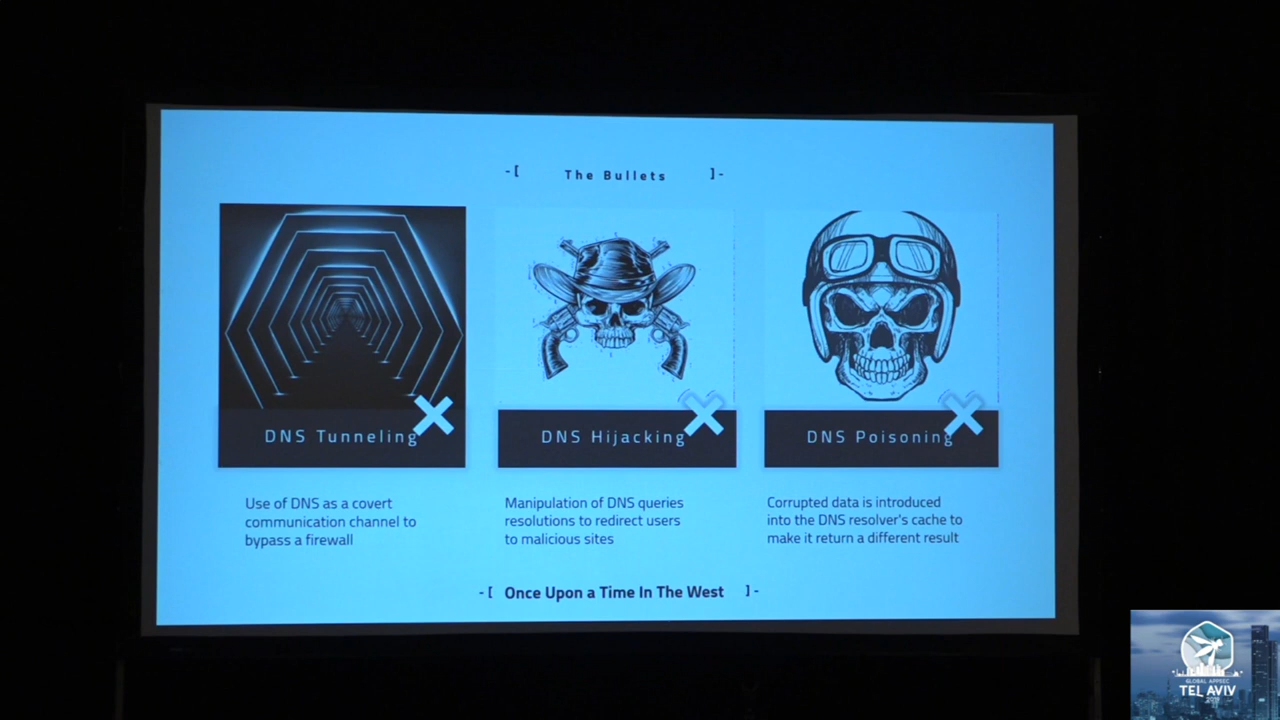 -[ The Bullets ]-
DNS Tunneling
DNS Hijacking
DNS Poisoning
Use of DNS as a covert
communication channel to
bypass a firewall
Manipulation of DNS queries
resolutions to redirect users
to malicious sites
Corrupted data is introduced
into the DNS resolver's cache to
make it return a different result
-[ Once Upon a Time In The West ]-
GLOBAL APPSEC
TEL AVIV